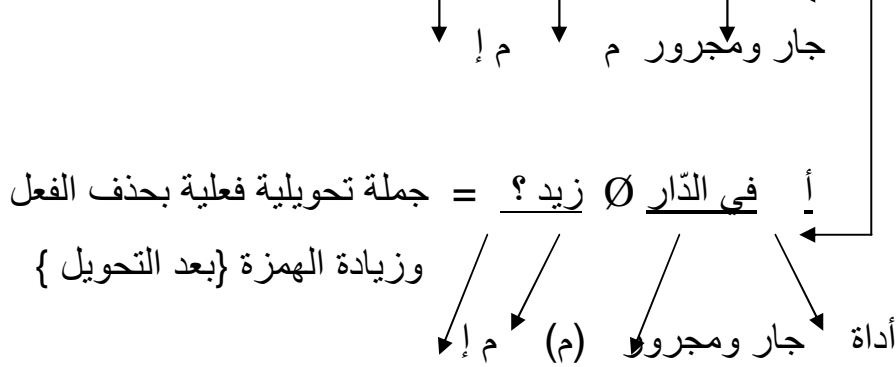 جار ومجرور م م إ
أ في الدّار Ø زيد ؟ = جملة تحويلية فعلية بحذف الفعل
وزيادة الهمزة {بعد التحويل }
أداة جار ومجرور (م) م إ